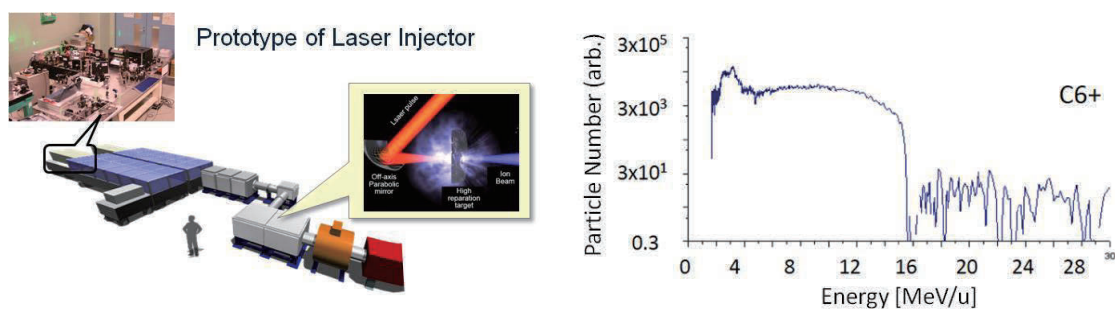 Prototype of Laser Injector
Laser pulse
Off-axis
Parabolic
mirror
High
reparation
target
Ion
Beam
Particle Number (arb.)
3x10⁵
3x10³
3x10¹
0.3
C6+
0 4 8 12 16 20 24 28 30
Energy [MeV/u]